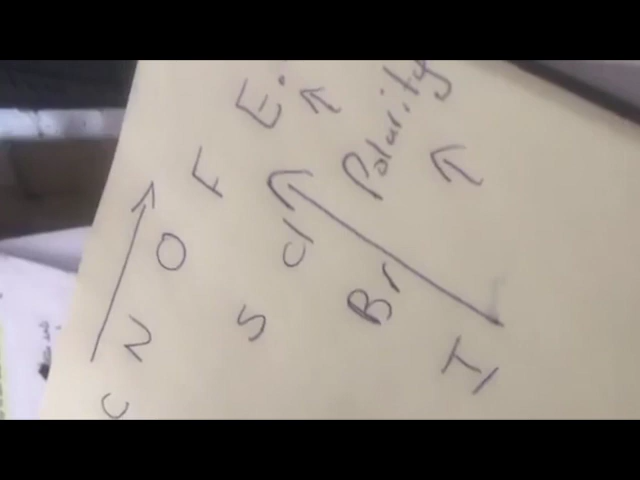 C N O F E. ↑
S Cl Polarity ↑
Br
I